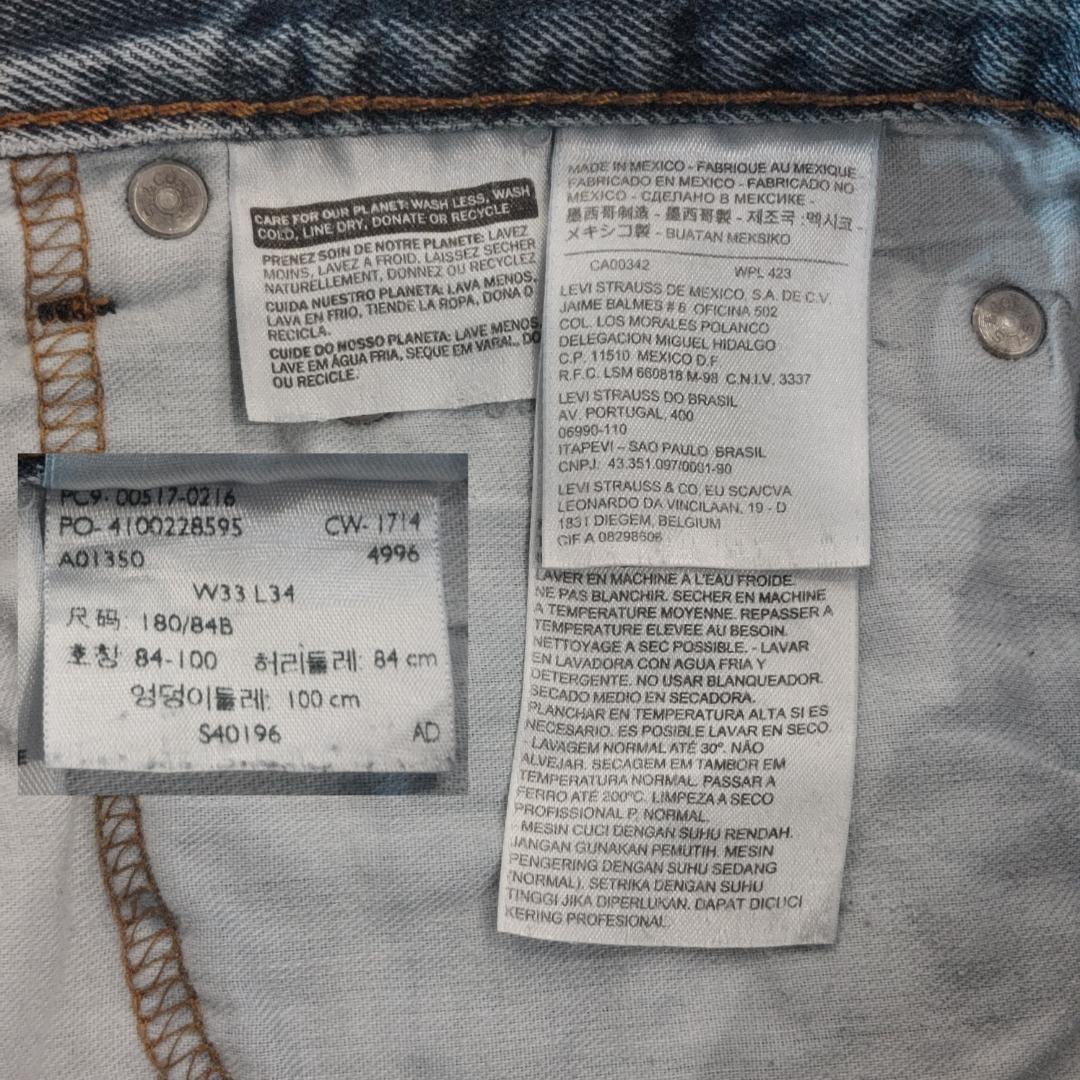 CARE FOR OUR PLANET: WASH LESS, WASH
COLD, LINE DRY, DONATE OR RECYCLE
PRENEZ SOIN DE NOTRE PLANETE: LAVEZ
MOINS, LAVEZ A FROID. LAISSEZ SECHER
NATURELLEMENT, DONNEZ OU RECYCLEZ
CUIDA NUESTRO PLANETA: LAVA MENOS,
LAVA EN FRIO, TIENDE LA ROPA, DONA O
RECICLA.
CUIDE DO NOSSO PLANETA: LAVE MENOS,
LAVE EM ÁGUA FRIA, SEQUE EM VARAL, DO
OU RECICLE.
MADE IN MEXICO - FABRIQUE AU MEXIQUE
FABRICADO EN MEXICO - FABRICADO NO
MEXICO - СДЕЛАНО В МЕКСИКЕ -
墨西哥制造 - 墨西哥製 - 제조국 : 멕시코 -
メキシコ製 - BUATAN MEKSIKO
CA00342 WPL 423
LEVI STRAUSS DE MEXICO, S.A. DE C.V.
JAIME BALMES # 8 OFICINA 502
COL. LOS MORALES POLANCO
DELEGACION MIGUEL HIDALGO
C.P. 11510 MEXICO D.F
R.F.C. LSM 660818 M-98 C.N.I.V. 3337
LEVI STRAUSS DO BRASIL
AV. PORTUGAL, 400
06990-110
ITAPEVI – SAO PAULO BRASIL
CNPJ: 43.351.097/0001-90
LEVI STRAUSS & CO. EU SCA/CVA
LEONARDO DA VINCILAAN, 19 - D
1831 DIEGEM, BELGIUM
CIF A 08298606
PC9- 00517-0216
PO- 4100228595 CW- 1714
A01350 4996
W33 L34
尺 码: 180/84B
호칭 84-100 허리둘레: 84 cm
엉덩이둘레: 100 cm
S40196 AD
LAVER EN MACHINE A L'EAU FROIDE.
NE PAS BLANCHIR. SECHER EN MACHINE
A TEMPERATURE MOYENNE. REPASSER A
TEMPERATURE ELEVEE AU BESOIN.
NETTOYAGE A SEC POSSIBLE. - LAVAR
EN LAVADORA CON AGUA FRIA Y
DETERGENTE. NO USAR BLANQUEADOR.
SECADO MEDIO EN SECADORA.
PLANCHAR EN TEMPERATURA ALTA SI ES
NECESARIO. ES POSIBLE LAVAR EN SECO.
- LAVAGEM NORMAL ATÉ 30°. NÃO
ALVEJAR. SECAGEM EM TAMBOR EM
TEMPERATURA NORMAL. PASSAR A
FERRO ATÉ 200°C. LIMPEZA A SECO
PROFISSIONAL P, NORMAL.
- MESIN CUCI DENGAN SUHU RENDAH.
JANGAN GUNAKAN PEMUTIH. MESIN
PENGERING DENGAN SUHU SEDANG
(NORMAL). SETRIKA DENGAN SUHU
TINGGI JIKA DIPERLUKAN. DAPAT DICUCI
KERING PROFESIONAL.